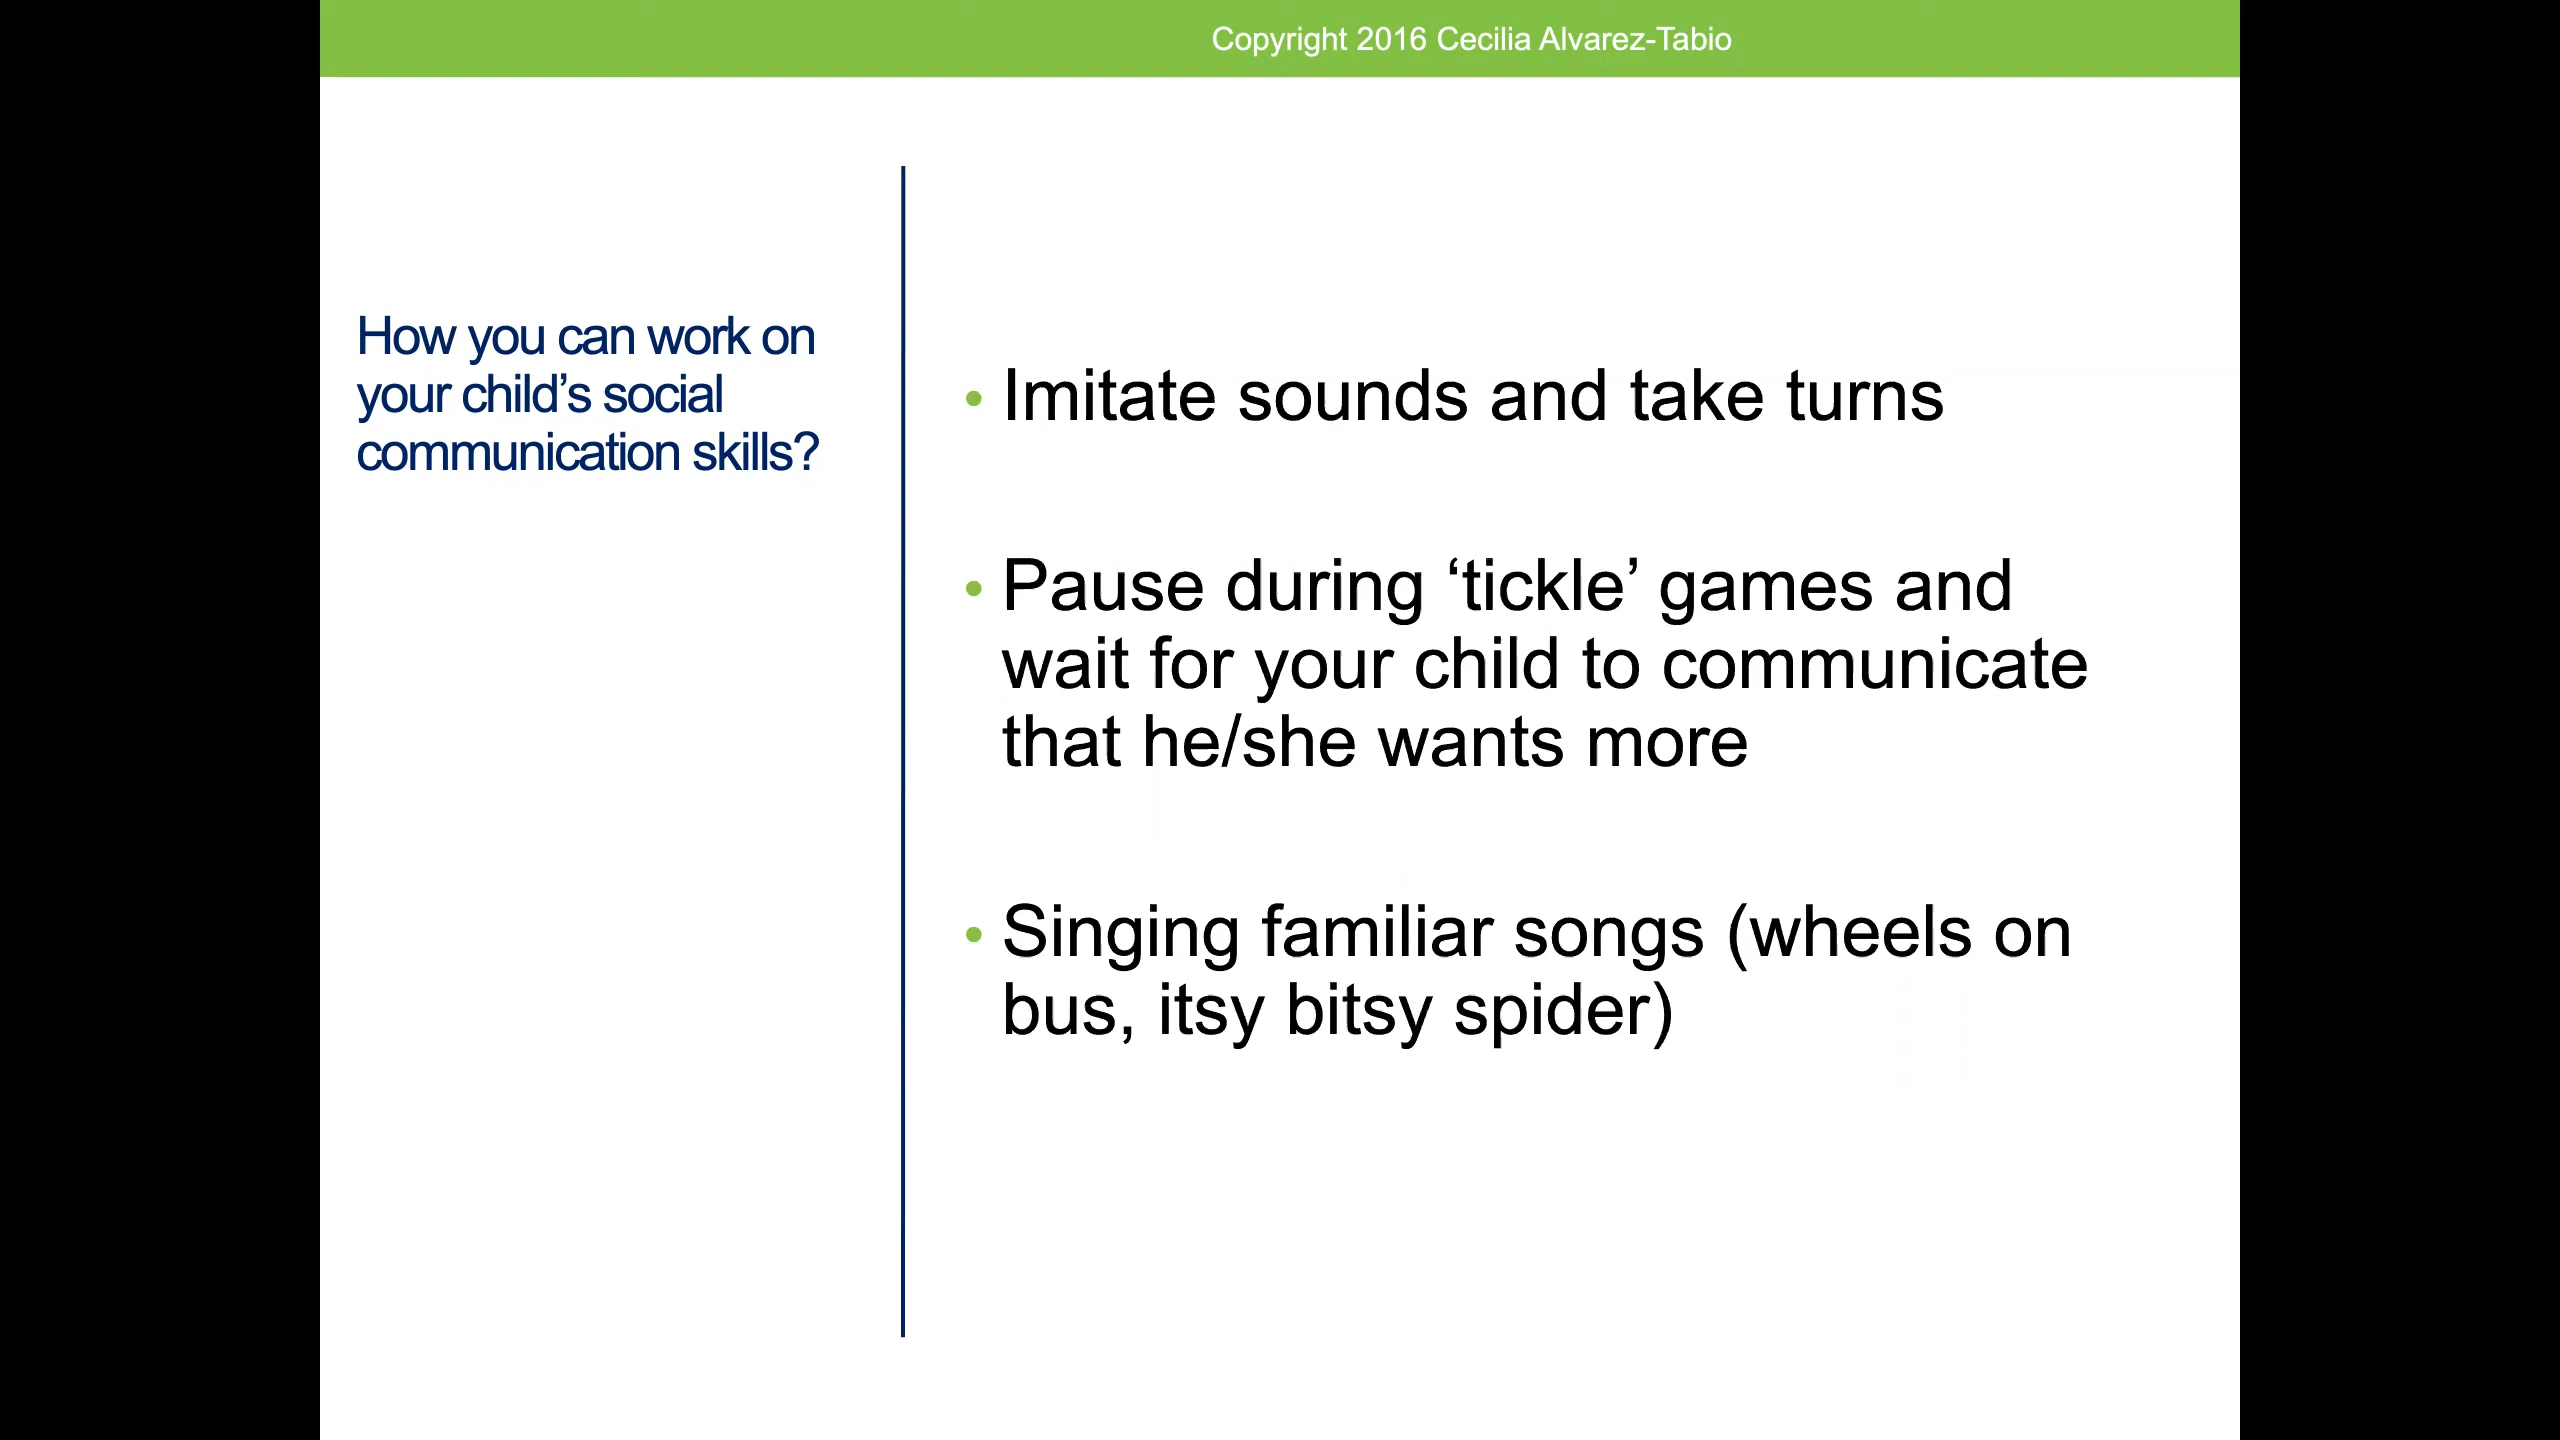 Copyright 2016 Cecilia Alvarez-Tabio
How you can work on
your child’s social
communication skills?
• Imitate sounds and take turns
• Pause during ‘tickle’ games and
wait for your child to communicate
that he/she wants more
• Singing familiar songs (wheels on
bus, itsy bitsy spider)